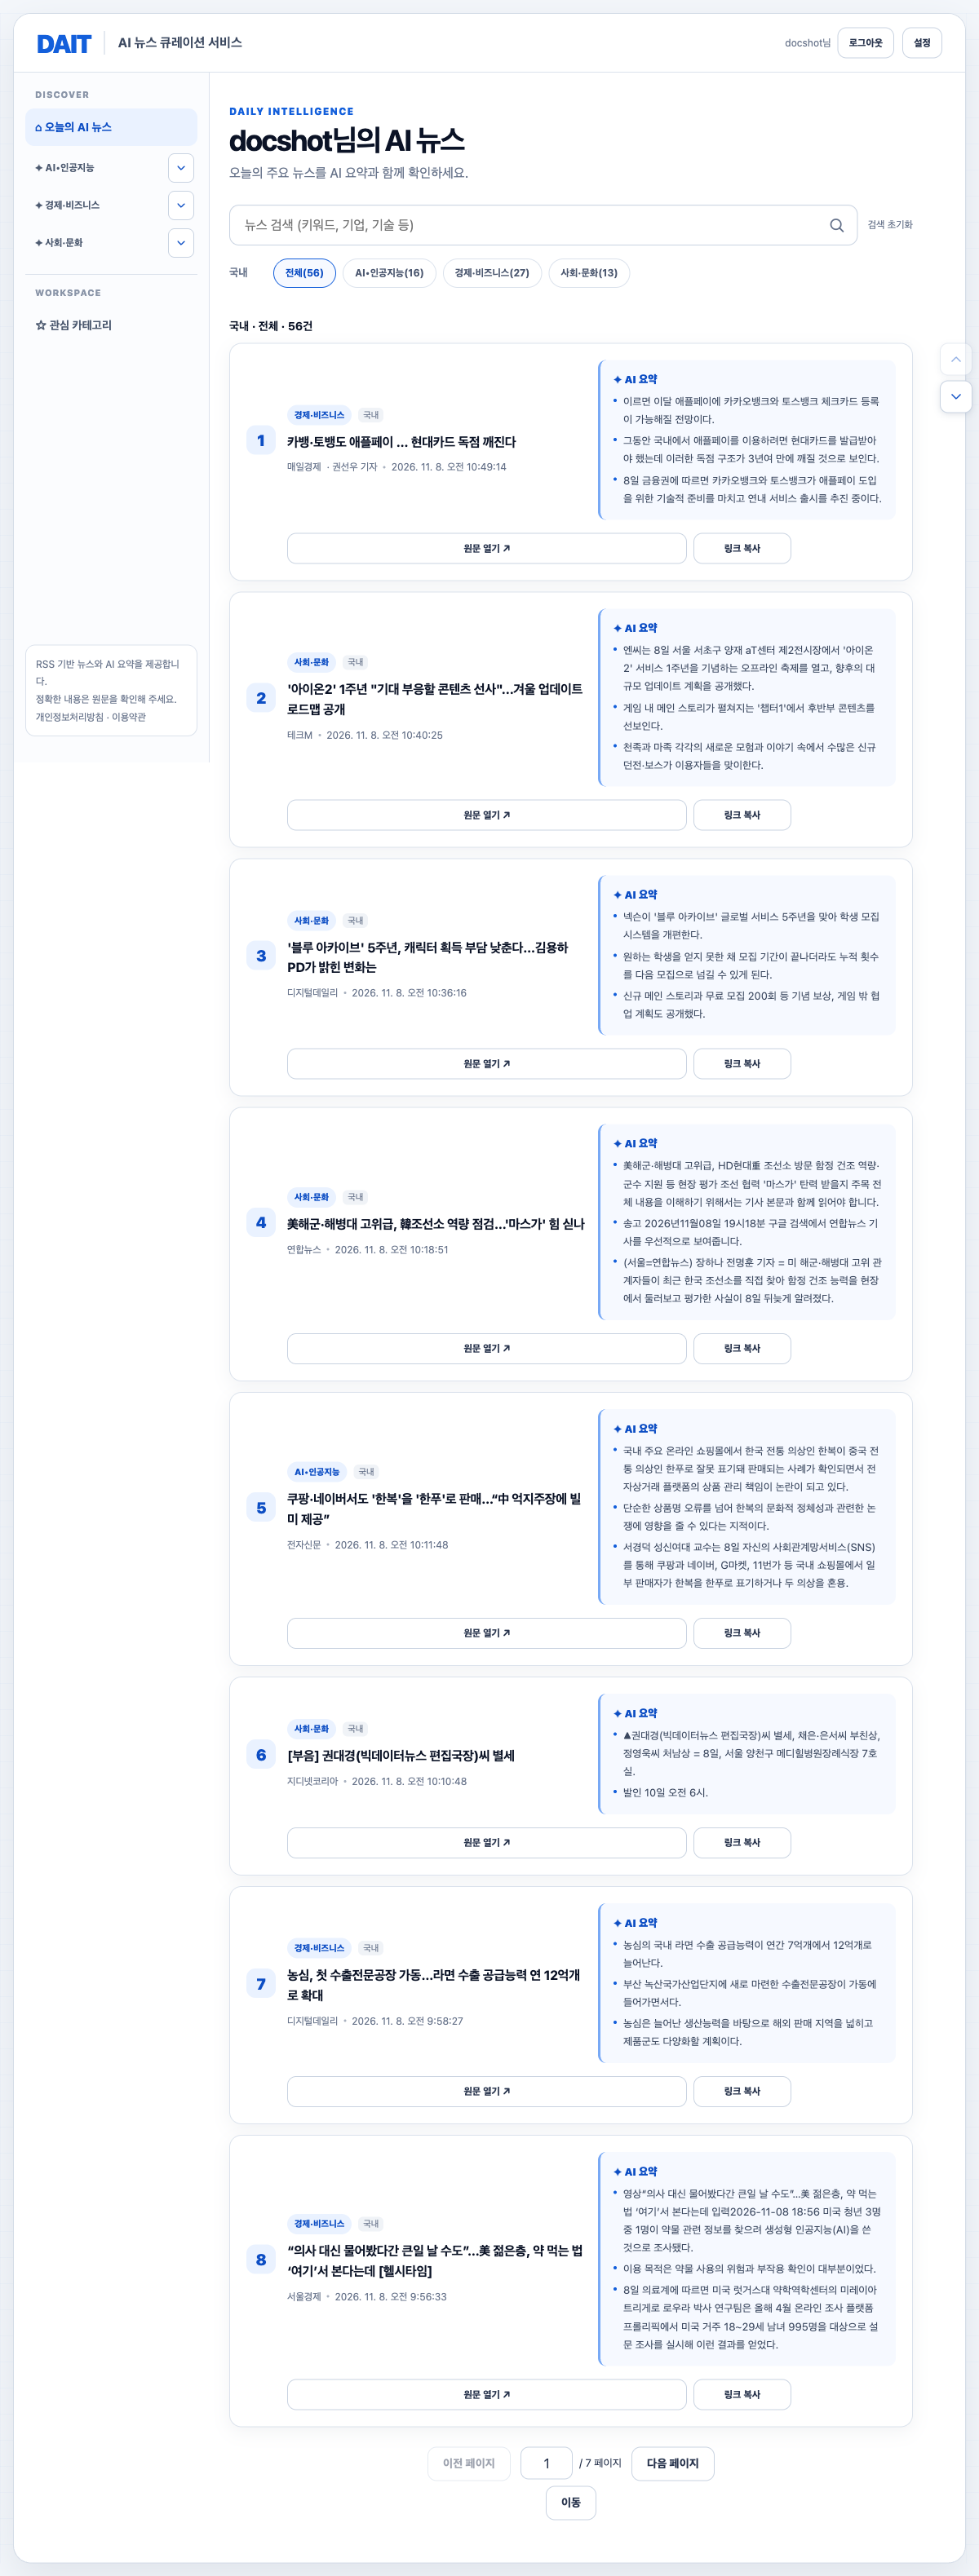 DAIT
AI 뉴스 큐레이션 서비스
docshot님
로그아웃
설정
DISCOVER
⌂ 오늘의 AI 뉴스
✦ AI•인공지능
✦ 경제·비즈니스
✦ 사회·문화
WORKSPACE
☆ 관심 카테고리
RSS 기반 뉴스와 AI 요약을 제공합니
다.
정확한 내용은 원문을 확인해 주세요.
개인정보처리방침 · 이용약관
DAILY INTELLIGENCE
docshot님의 AI 뉴스
오늘의 주요 뉴스를 AI 요약과 함께 확인하세요.
뉴스 검색 (키워드, 기업, 기술 등)
검색 초기화
국내
전체(56)
AI•인공지능(16)
경제·비즈니스(27)
사회·문화(13)
국내 · 전체 · 56건
1
경제·비즈니스 국내
카뱅·토뱅도 애플페이 … 현대카드 독점 깨진다
매일경제 · 권선우 기자 • 2026. 11. 8. 오전 10:49:14
✦ AI 요약
• 이르면 이달 애플페이에 카카오뱅크와 토스뱅크 체크카드 등록
이 가능해질 전망이다.
• 그동안 국내에서 애플페이를 이용하려면 현대카드를 발급받아
야 했는데 이러한 독점 구조가 3년여 만에 깨질 것으로 보인다.
• 8일 금융권에 따르면 카카오뱅크와 토스뱅크가 애플페이 도입
을 위한 기술적 준비를 마치고 연내 서비스 출시를 추진 중이다.
원문 열기 ↗
링크 복사
2
사회·문화 국내
'아이온2' 1주년 "기대 부응할 콘텐츠 선사"…겨울 업데이트
로드맵 공개
테크M • 2026. 11. 8. 오전 10:40:25
✦ AI 요약
• 엔씨는 8일 서울 서초구 양재 aT센터 제2전시장에서 '아이온
2' 서비스 1주년을 기념하는 오프라인 축제를 열고, 향후의 대
규모 업데이트 계획을 공개했다.
• 게임 내 메인 스토리가 펼쳐지는 '챕터1'에서 후반부 콘텐츠를
선보인다.
• 천족과 마족 각각의 새로운 모험과 이야기 속에서 수많은 신규
던전·보스가 이용자들을 맞이한다.
원문 열기 ↗
링크 복사
3
사회·문화 국내
'블루 아카이브' 5주년, 캐릭터 획득 부담 낮춘다…김용하
PD가 밝힌 변화는
디지털데일리 • 2026. 11. 8. 오전 10:36:16
✦ AI 요약
• 넥슨이 '블루 아카이브' 글로벌 서비스 5주년을 맞아 학생 모집
시스템을 개편한다.
• 원하는 학생을 얻지 못한 채 모집 기간이 끝나더라도 누적 횟수
를 다음 모집으로 넘길 수 있게 된다.
• 신규 메인 스토리과 무료 모집 200회 등 기념 보상, 게임 밖 협
업 계획도 공개했다.
원문 열기 ↗
링크 복사
4
사회·문화 국내
美해군·해병대 고위급, 韓조선소 역량 점검…'마스가' 힘 싣나
연합뉴스 • 2026. 11. 8. 오전 10:18:51
✦ AI 요약
• 美해군·해병대 고위급, HD현대重 조선소 방문 함정 건조 역량·
군수 지원 등 현장 평가 조선 협력 '마스가' 탄력 받을지 주목 전
체 내용을 이해하기 위해서는 기사 본문과 함께 읽어야 합니다.
• 송고 2026년11월08일 19시18분 구글 검색에서 연합뉴스 기
사를 우선적으로 보여줍니다.
• (서울=연합뉴스) 장하나 전명훈 기자 = 미 해군·해병대 고위 관
계자들이 최근 한국 조선소를 직접 찾아 함정 건조 능력을 현장
에서 둘러보고 평가한 사실이 8일 뒤늦게 알려졌다.
원문 열기 ↗
링크 복사
5
AI•인공지능 국내
쿠팡·네이버서도 '한복'을 '한푸'로 판매…“中 억지주장에 빌
미 제공”
전자신문 • 2026. 11. 8. 오전 10:11:48
✦ AI 요약
• 국내 주요 온라인 쇼핑몰에서 한국 전통 의상인 한복이 중국 전
통 의상인 한푸로 잘못 표기돼 판매되는 사례가 확인되면서 전
자상거래 플랫폼의 상품 관리 책임이 논란이 되고 있다.
• 단순한 상품명 오류를 넘어 한복의 문화적 정체성과 관련한 논
쟁에 영향을 줄 수 있다는 지적이다.
• 서경덕 성신여대 교수는 8일 자신의 사회관계망서비스(SNS)
를 통해 쿠팡과 네이버, G마켓, 11번가 등 국내 쇼핑몰에서 일
부 판매자가 한복을 한푸로 표기하거나 두 의상을 혼용.
원문 열기 ↗
링크 복사
6
사회·문화 국내
[부음] 권대경(빅데이터뉴스 편집국장)씨 별세
지디넷코리아 • 2026. 11. 8. 오전 10:10:48
✦ AI 요약
• ▲권대경(빅데이터뉴스 편집국장)씨 별세, 채은·은서씨 부친상,
정영욱씨 처남상 = 8일, 서울 양천구 메디힐병원장례식장 7호
실.
• 발인 10일 오전 6시.
원문 열기 ↗
링크 복사
7
경제·비즈니스 국내
농심, 첫 수출전문공장 가동…라면 수출 공급능력 연 12억개
로 확대
디지털데일리 • 2026. 11. 8. 오전 9:58:27
✦ AI 요약
• 농심의 국내 라면 수출 공급능력이 연간 7억개에서 12억개로
늘어난다.
• 부산 녹산국가산업단지에 새로 마련한 수출전문공장이 가동에
들어가면서다.
• 농심은 늘어난 생산능력을 바탕으로 해외 판매 지역을 넓히고
제품군도 다양화할 계획이다.
원문 열기 ↗
링크 복사
8
경제·비즈니스 국내
“의사 대신 물어봤다간 큰일 날 수도”…美 젊은층, 약 먹는 법
‘여기’서 본다는데 [헬시타임]
서울경제 • 2026. 11. 8. 오전 9:56:33
✦ AI 요약
• 영상“의사 대신 물어봤다간 큰일 날 수도”…美 젊은층, 약 먹는
법 ‘여기’서 본다는데 입력2026-11-08 18:56 미국 청년 3명
중 1명이 약물 관련 정보를 찾으려 생성형 인공지능(AI)을 쓴
것으로 조사됐다.
• 이용 목적은 약물 사용의 위험과 부작용 확인이 대부분이었다.
• 8일 의료계에 따르면 미국 럿거스대 약학역학센터의 미레이아
트리게로 로우라 박사 연구팀은 올해 4월 온라인 조사 플랫폼
프롤리픽에서 미국 거주 18~29세 남녀 995명을 대상으로 설
문 조사를 실시해 이런 결과를 얻었다.
원문 열기 ↗
링크 복사
이전 페이지
1
/ 7 페이지
다음 페이지
이동